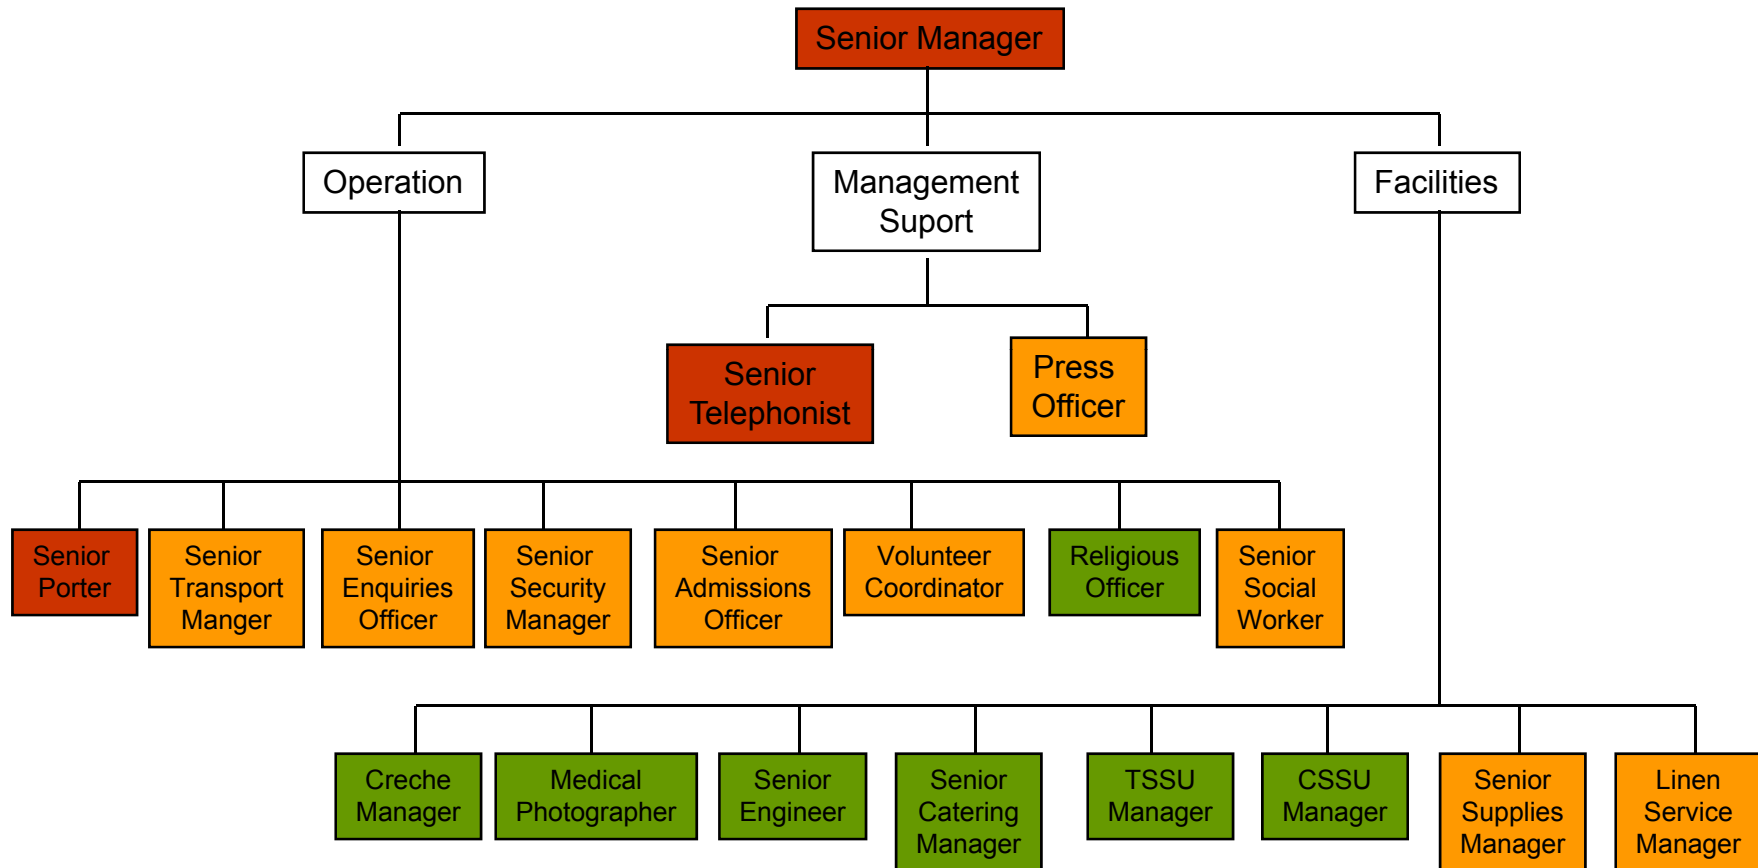 Senior Manager
Operation
Management
Suport
Facilities
Senior
Telephonist
Press
Officer
Senior
Porter
Senior
Transport
Manger
Senior
Enquiries
Officer
Senior
Security
Manager
Senior
Admissions
Officer
Volunteer
Coordinator
Religious
Officer
Senior
Social
Worker
Creche
Manager
Medical
Photographer
Senior
Engineer
Senior
Catering
Manager
TSSU
Manager
CSSU
Manager
Senior
Supplies
Manager
Linen
Service
Manager